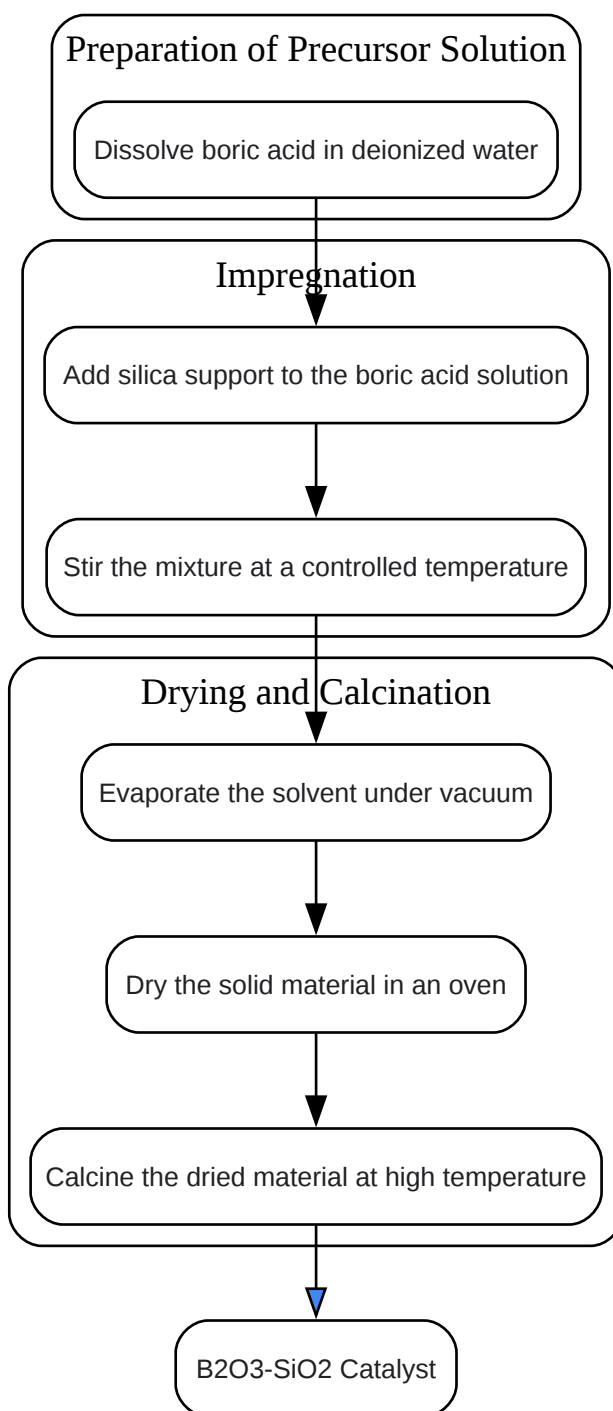 Preparation of Precursor Solution
Dissolve boric acid in deionized water
Impregnation
Add silica support to the boric acid solution
Stir the mixture at a controlled temperature
Drying and Calcination
Evaporate the solvent under vacuum
Dry the solid material in an oven
Calcine the dried material at high temperature
B2O3-SiO2 Catalyst